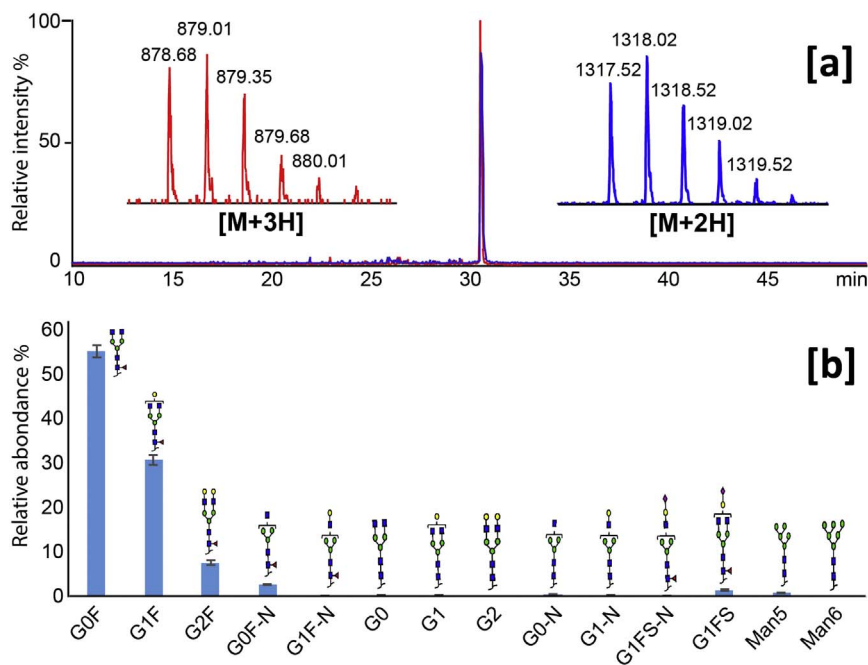 100
Relative intensity %
50
0
878.68
879.01
879.35
879.68
880.01
[M+3H]
1317.52
1318.02
1318.52
1319.02
1319.52
[M+2H]
[a]
10 15 20 25 30 35 40 45 min
[b]
Relative abondance %
60
50
40
30
20
10
0
G0F G1F G2F G0F-N G1F-N G0 G1 G2 G0-N G1-N G1FS-N G1FS Man5 Man6